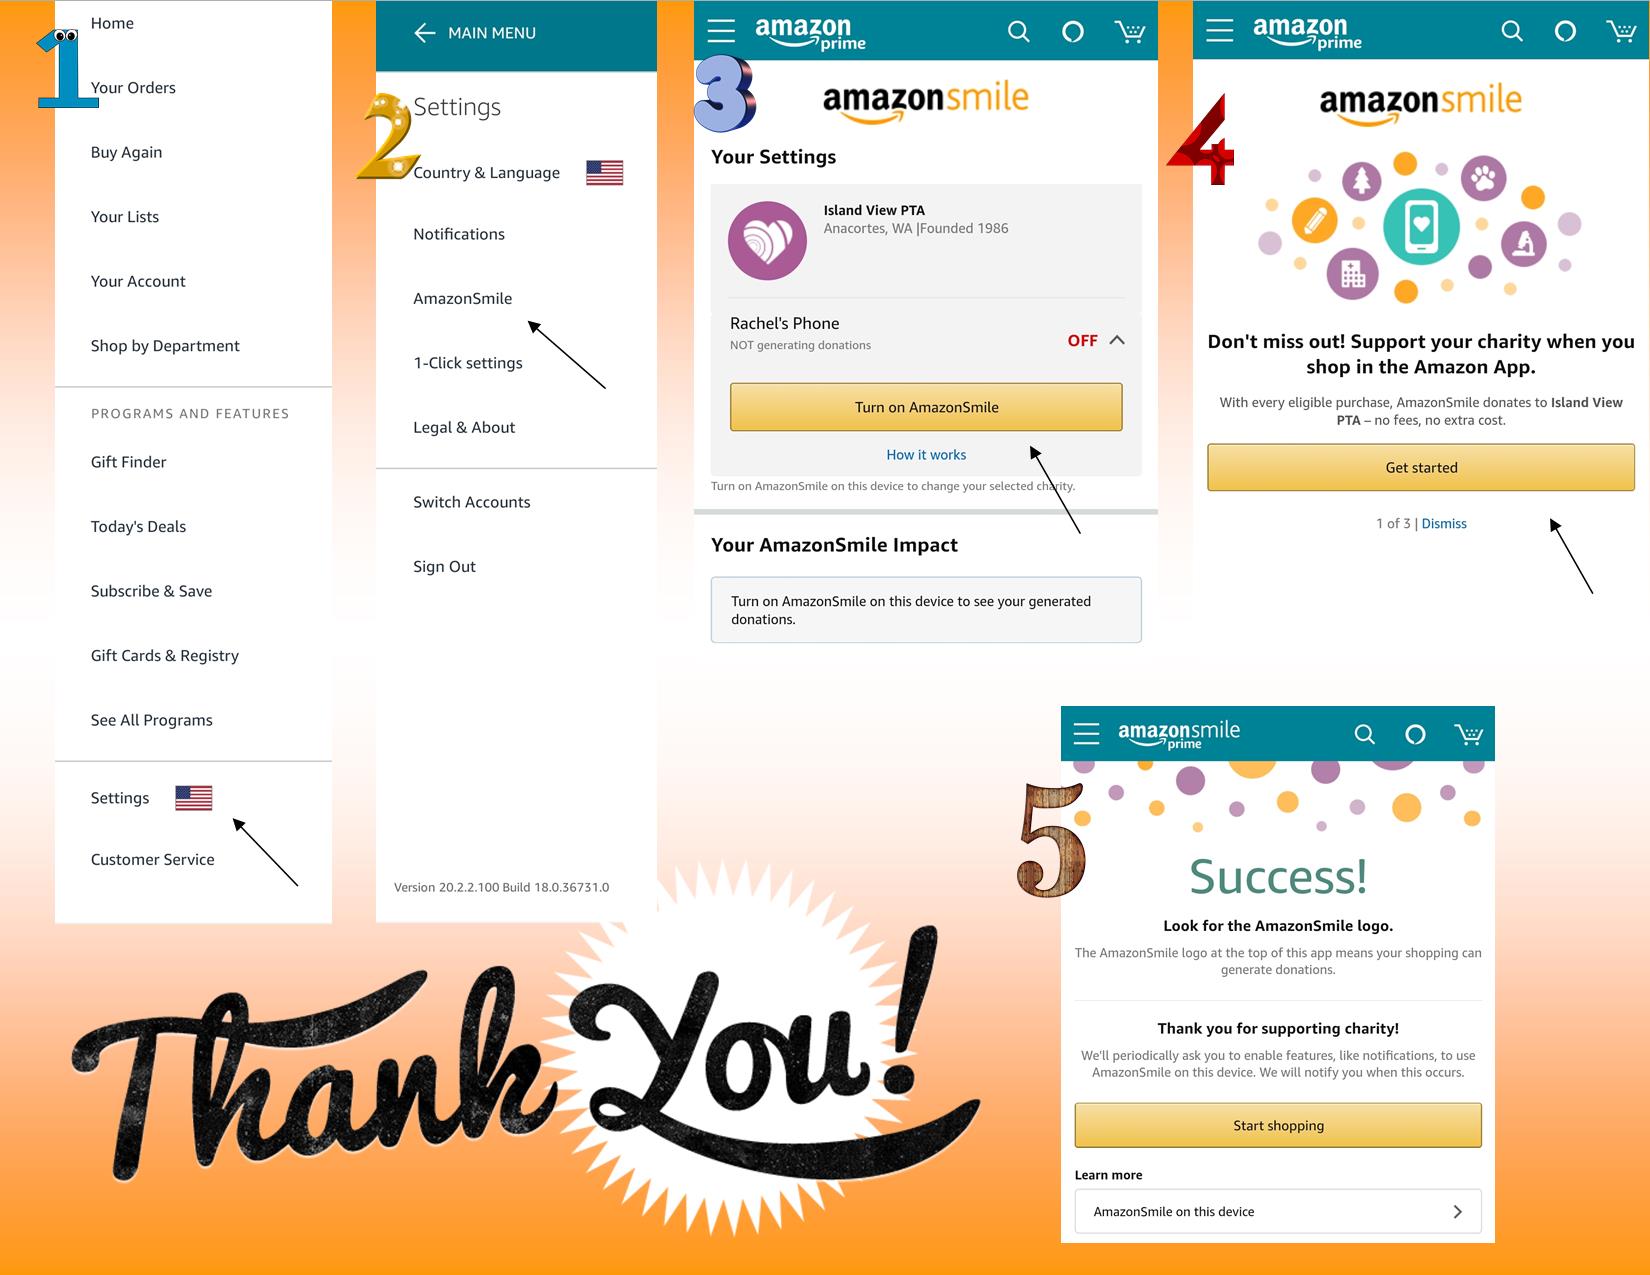 1
Home
Your Orders
Buy Again
Your Lists
Your Account
Shop by Department
PROGRAMS AND FEATURES
Gift Finder
Today's Deals
Subscribe & Save
Gift Cards & Registry
See All Programs
Settings
Customer Service
2
MAIN MENU
Settings
Country & Language
Notifications
AmazonSmile
1-Click settings
Legal & About
Switch Accounts
Sign Out
Version 20.2.2.100 Build 18.0.36731.0
3
amazon
prime
amazonsmile
Your Settings
Island View PTA
Anacortes, WA |Founded 1986
Rachel's Phone
NOT generating donations
OFF
Turn on AmazonSmile
How it works
Turn on AmazonSmile on this device to change your selected charity.
Your AmazonSmile Impact
Turn on AmazonSmile on this device to see your generated
donations.
4
amazon
prime
amazonsmile
Don't miss out! Support your charity when you
shop in the Amazon App.
With every eligible purchase, AmazonSmile donates to Island View
PTA – no fees, no extra cost.
Get started
1 of 3 | Dismiss
5
amazonsmile
prime
Success!
Look for the AmazonSmile logo.
The AmazonSmile logo at the top of this app means your shopping can
generate donations.
Thank you for supporting charity!
We'll periodically ask you to enable features, like notifications, to use
AmazonSmile on this device. We will notify you when this occurs.
Start shopping
Learn more
AmazonSmile on this device
Thank You!